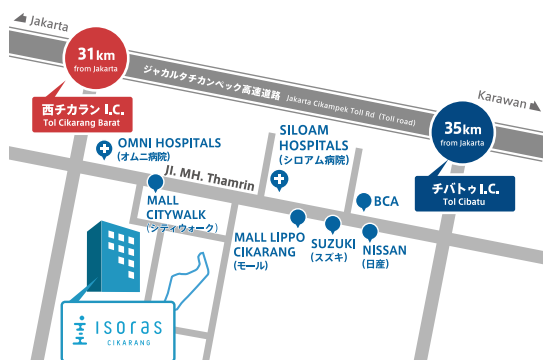 Jakarta
31km
from Jakarta
西チカラン I.C.
Tol Cikarang Barat
ジャカルタチカンペック高速道路 Jakarta Cikampek Toll Rd (Toll road)
Karawan
35km
from Jakarta
チバトゥ I.C.
Tol Cibatu
OMNI HOSPITALS
(オムニ病院)
SILOAM
HOSPITALS
(シロアム病院)
Jl. MH. Thamrin
MALL
CITYWALK
(シティウォーク)
BCA
MALL LIPPO
CIKARANG
(モール)
SUZUKI
(スズキ)
NISSAN
(日産)
isoras
CIKARANG